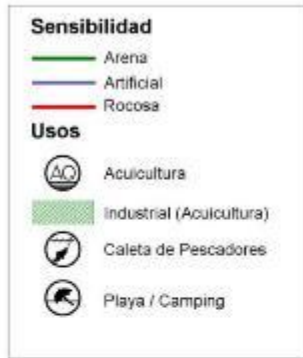 Sensibilidad
Arena
Artificial
Rocosa
Usos
AQ Acuicultura
Industrial (Acuicultura)
Caleta de Pescadores
Playa / Camping